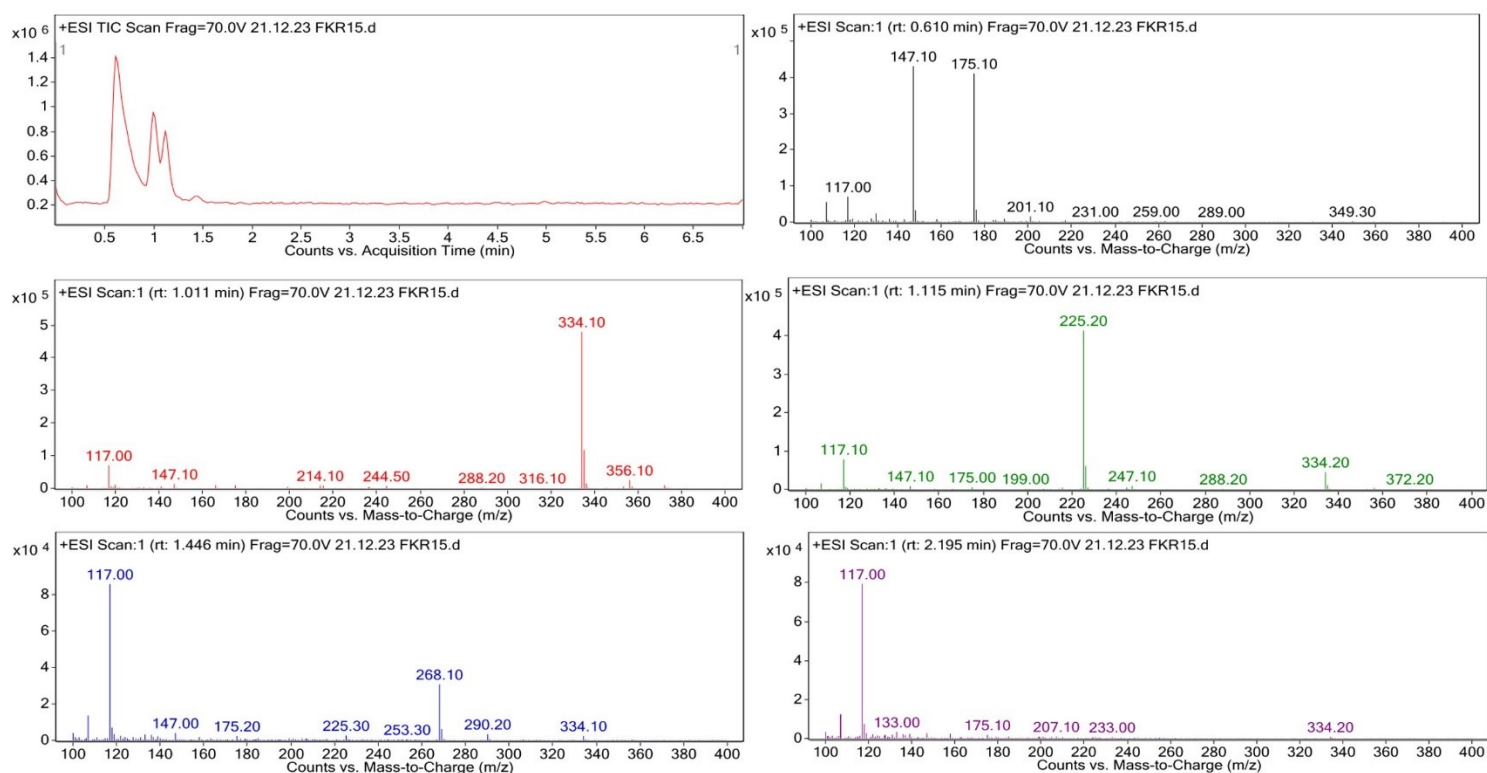 +ESI TIC Scan Frag=70.0V 21.12.23 FKR15.d
x10 6
1
1
1.4
1.2
1
0.8
0.6
0.4
0.2
0.5 1 1.5 2 2.5 3 3.5 4 4.5 5 5.5 6 6.5 7
Counts vs. Acquisition Time (min)
+ESI Scan:1 (rt: 0.610 min) Frag=70.0V 21.12.23 FKR15.d
x10 5
147.10
175.10
4
3
2
1
117.00
201.10
231.00 259.00 289.00 349.30
0
100 120 140 160 180 200 220 240 260 280 300 320 340 360 380 400
Counts vs. Mass-to-Charge (m/z)
+ESI Scan:1 (rt: 1.011 min) Frag=70.0V 21.12.23 FKR15.d
x10 5
334.10
5
4
3
2
1
117.00
147.10 214.10 244.50 288.20 316.10 356.10
0
100 120 140 160 180 200 220 240 260 280 300 320 340 360 380 400
Counts vs. Mass-to-Charge (m/z)
+ESI Scan:1 (rt: 1.115 min) Frag=70.0V 21.12.23 FKR15.d
x10 5
225.20
4
3
2
1
117.10
334.20
147.10 175.00 199.00 247.10 288.20 372.20
0
100 120 140 160 180 200 220 240 260 280 300 320 340 360 380 400
Counts vs. Mass-to-Charge (m/z)
+ESI Scan:1 (rt: 1.446 min) Frag=70.0V 21.12.23 FKR15.d
x10 4
117.00
8
6
4
268.10
2
147.00 175.20 225.30 253.30 290.20 334.10
0
100 120 140 160 180 200 220 240 260 280 300 320 340 360 380 400
Counts vs. Mass-to-Charge (m/z)
+ESI Scan:1 (rt: 2.195 min) Frag=70.0V 21.12.23 FKR15.d
x10 4
117.00
8
6
4
2
133.00 175.10 207.10 233.00 334.20
0
100 120 140 160 180 200 220 240 260 280 300 320 340 360 380 400
Counts vs. Mass-to-Charge (m/z)